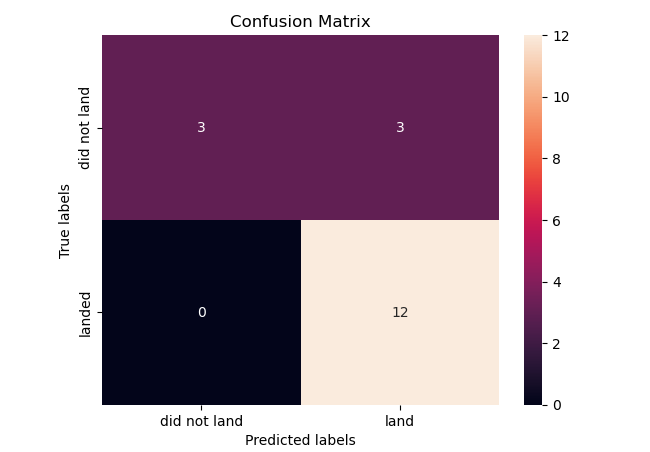 Confusion Matrix
True labels
did not land
landed
3
3
0
12
did not land
land
Predicted labels
12
10
8
6
4
2
0